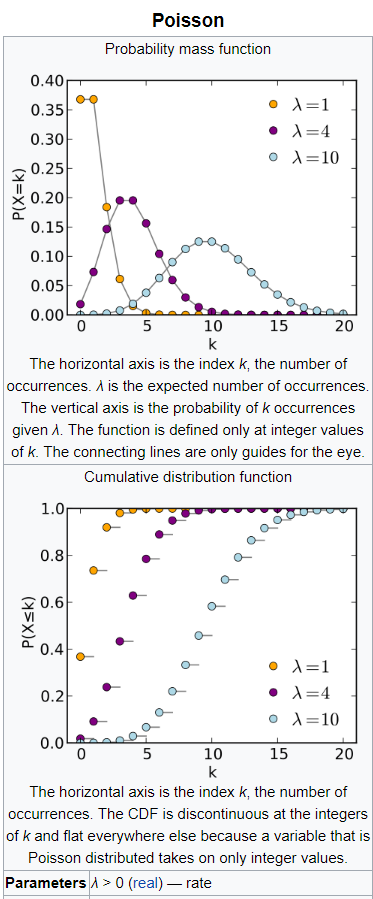 Poisson
Probability mass function
0.40
0.35
0.30
0.25
0.20
0.15
0.10
0.05
0.00
P(X=k)
λ=1
λ=4
λ=10
0 5 10 15 20
k
The horizontal axis is the index k, the number of
occurrences. λ is the expected number of occurrences.
The vertical axis is the probability of k occurrences
given λ. The function is defined only at integer values
of k. The connecting lines are only guides for the eye.
Cumulative distribution function
1.0
0.8
0.6
0.4
0.2
0.0
P(X≤k)
λ=1
λ=4
λ=10
0 5 10 15 20
k
The horizontal axis is the index k, the number of
occurrences. The CDF is discontinuous at the integers
of k and flat everywhere else because a variable that is
Poisson distributed takes on only integer values.
Parameters λ > 0 (real) — rate